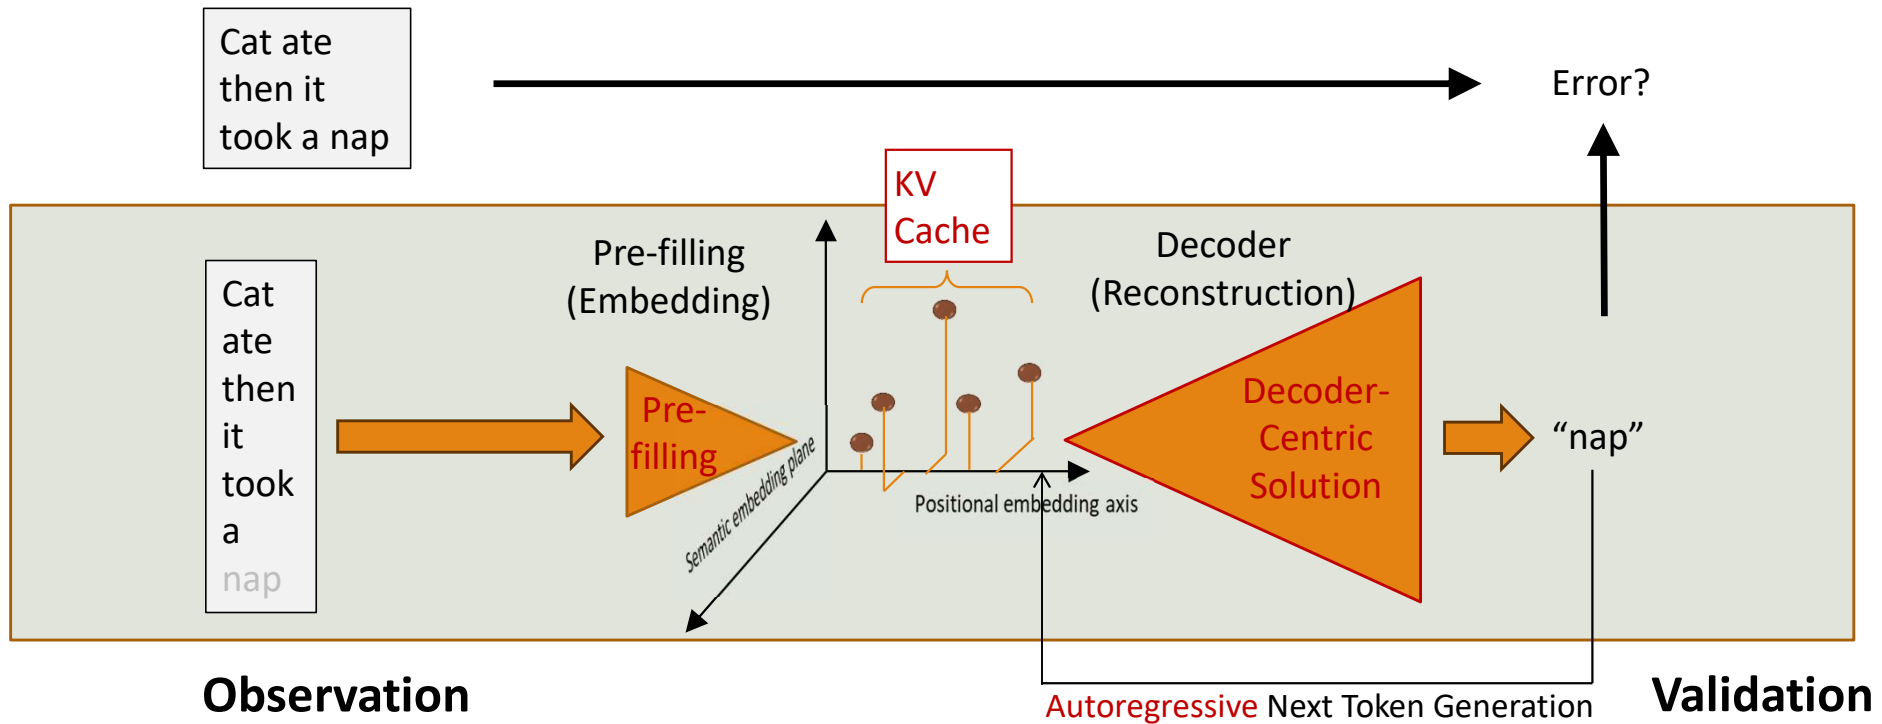 Cat ate
then it
took a nap
Error?
KV
Cache
Pre-filling
(Embedding)
Decoder
(Reconstruction)
Cat
ate
then
it
took
a
nap
Pre-
filling
Semantic embedding plane
Positional embedding axis
Decoder-
Centric
Solution
“nap”
Observation
Autoregressive Next Token Generation
Validation